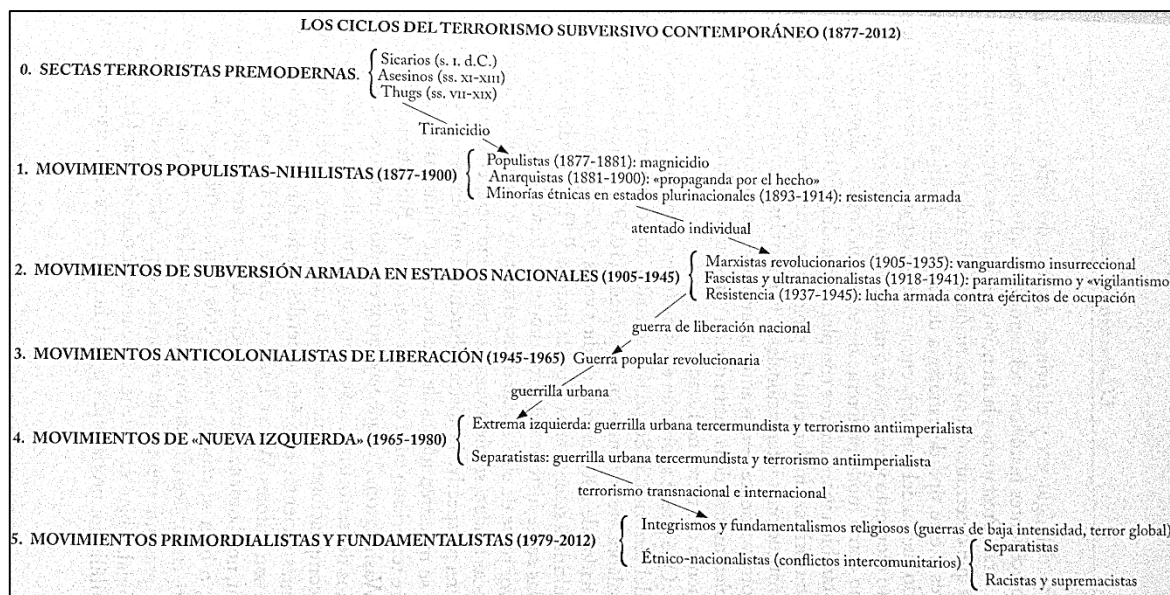 LOS CICLOS DEL TERRORISMO SUBVERSIVO CONTEMPORÁNEO (1877-2012)
0. SECTAS TERRORISTAS PREMODERNAS.
Sicarios (s. I. d.C.)
Asesinos (ss. XI-XIII)
Thugs (ss. VII-XIX)
Tiranicidio
1. MOVIMIENTOS POPULISTAS-NIHILISTAS (1877-1900)
Populistas (1877-1881): magnicidio
Anarquistas (1881-1900): «propaganda por el hecho»
Minorías étnicas en estados plurinacionales (1893-1914): resistencia armada
atentado individual
2. MOVIMIENTOS DE SUBVERSIÓN ARMADA EN ESTADOS NACIONALES (1905-1945)
Marxistas revolucionarios (1905-1935): vanguardismo insurreccional
Fascistas y ultranacionalistas (1918-1941): paramilitarismo y «vigilantismo
Resistencia (1937-1945): lucha armada contra ejércitos de ocupación
guerra de liberación nacional
3. MOVIMIENTOS ANTICOLONIALISTAS DE LIBERACIÓN (1945-1965) Guerra popular revolucionaria
guerrilla urbana
4. MOVIMIENTOS DE «NUEVA IZQUIERDA» (1965-1980)
Extrema izquierda: guerrilla urbana tercermundista y terrorismo antiimperialista
Separatistas: guerrilla urbana tercermundista y terrorismo antiimperialista
terrorismo transnacional e internacional
5. MOVIMIENTOS PRIMORDIALISTAS Y FUNDAMENTALISTAS (1979-2012)
Integrismos y fundamentalismos religiosos (guerras de baja intensidad, terror global)
Étnico-nacionalistas (conflictos intercomunitarios)
Separatistas
Racistas y supremacistas